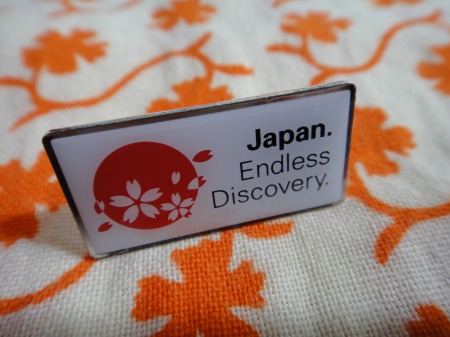 Japan.
Endless
Discovery.